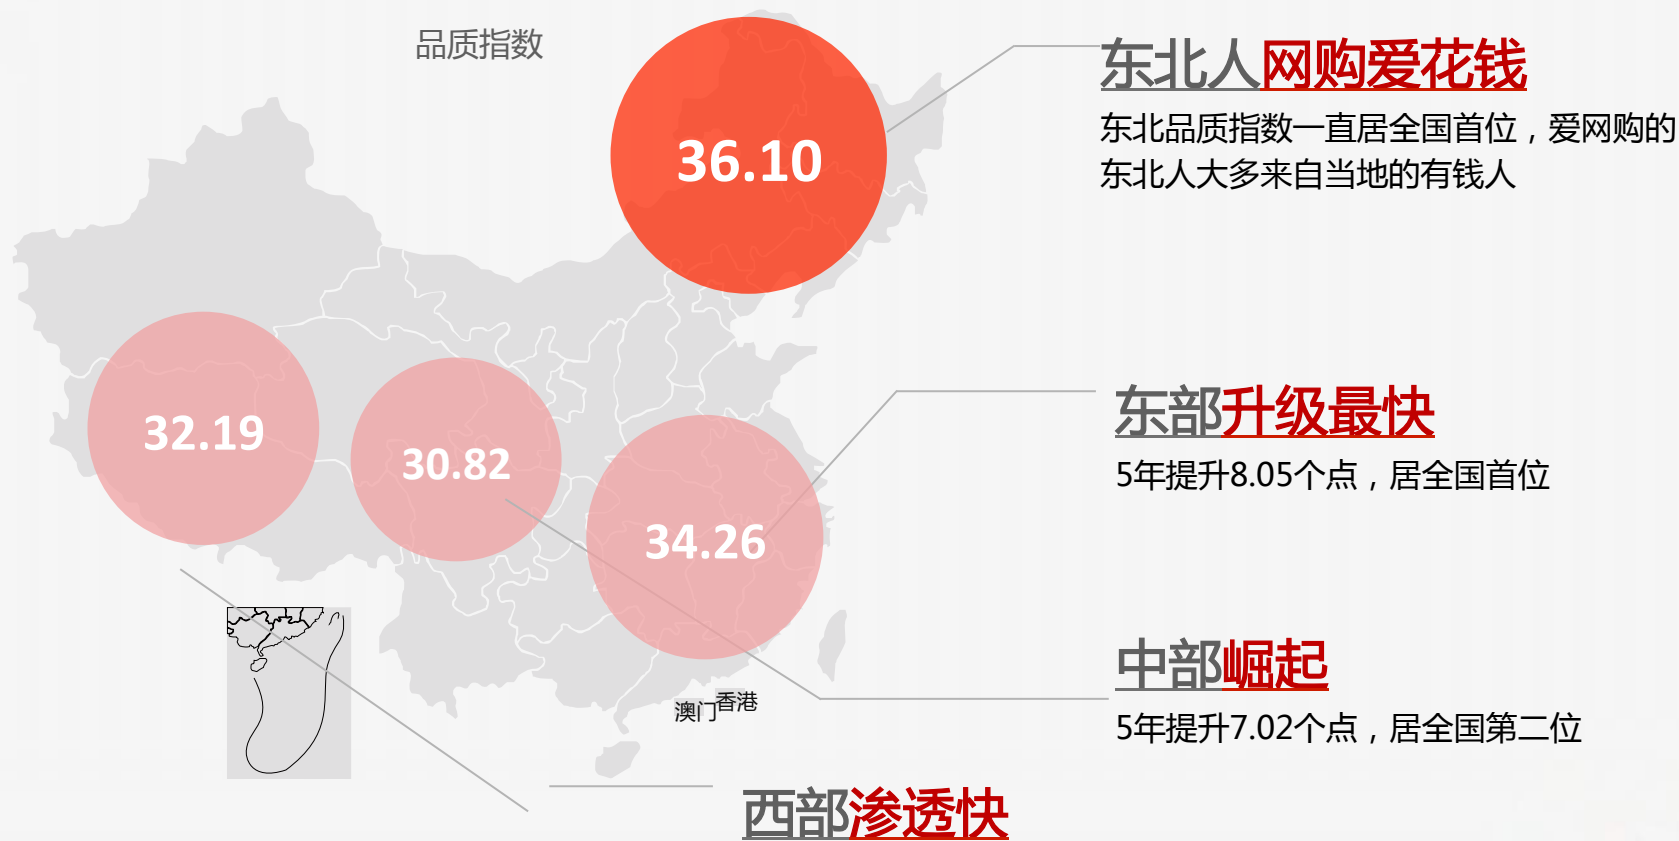 品质指数
36.10
东北人网购爱花钱
东北品质指数一直居全国首位，爱网购的
东北人大多来自当地的有钱人
32.19
30.82
34.26
东部升级最快
5年提升8.05个点，居全国首位
中部崛起
5年提升7.02个点，居全国第二位
澳门
香港
西部渗透快